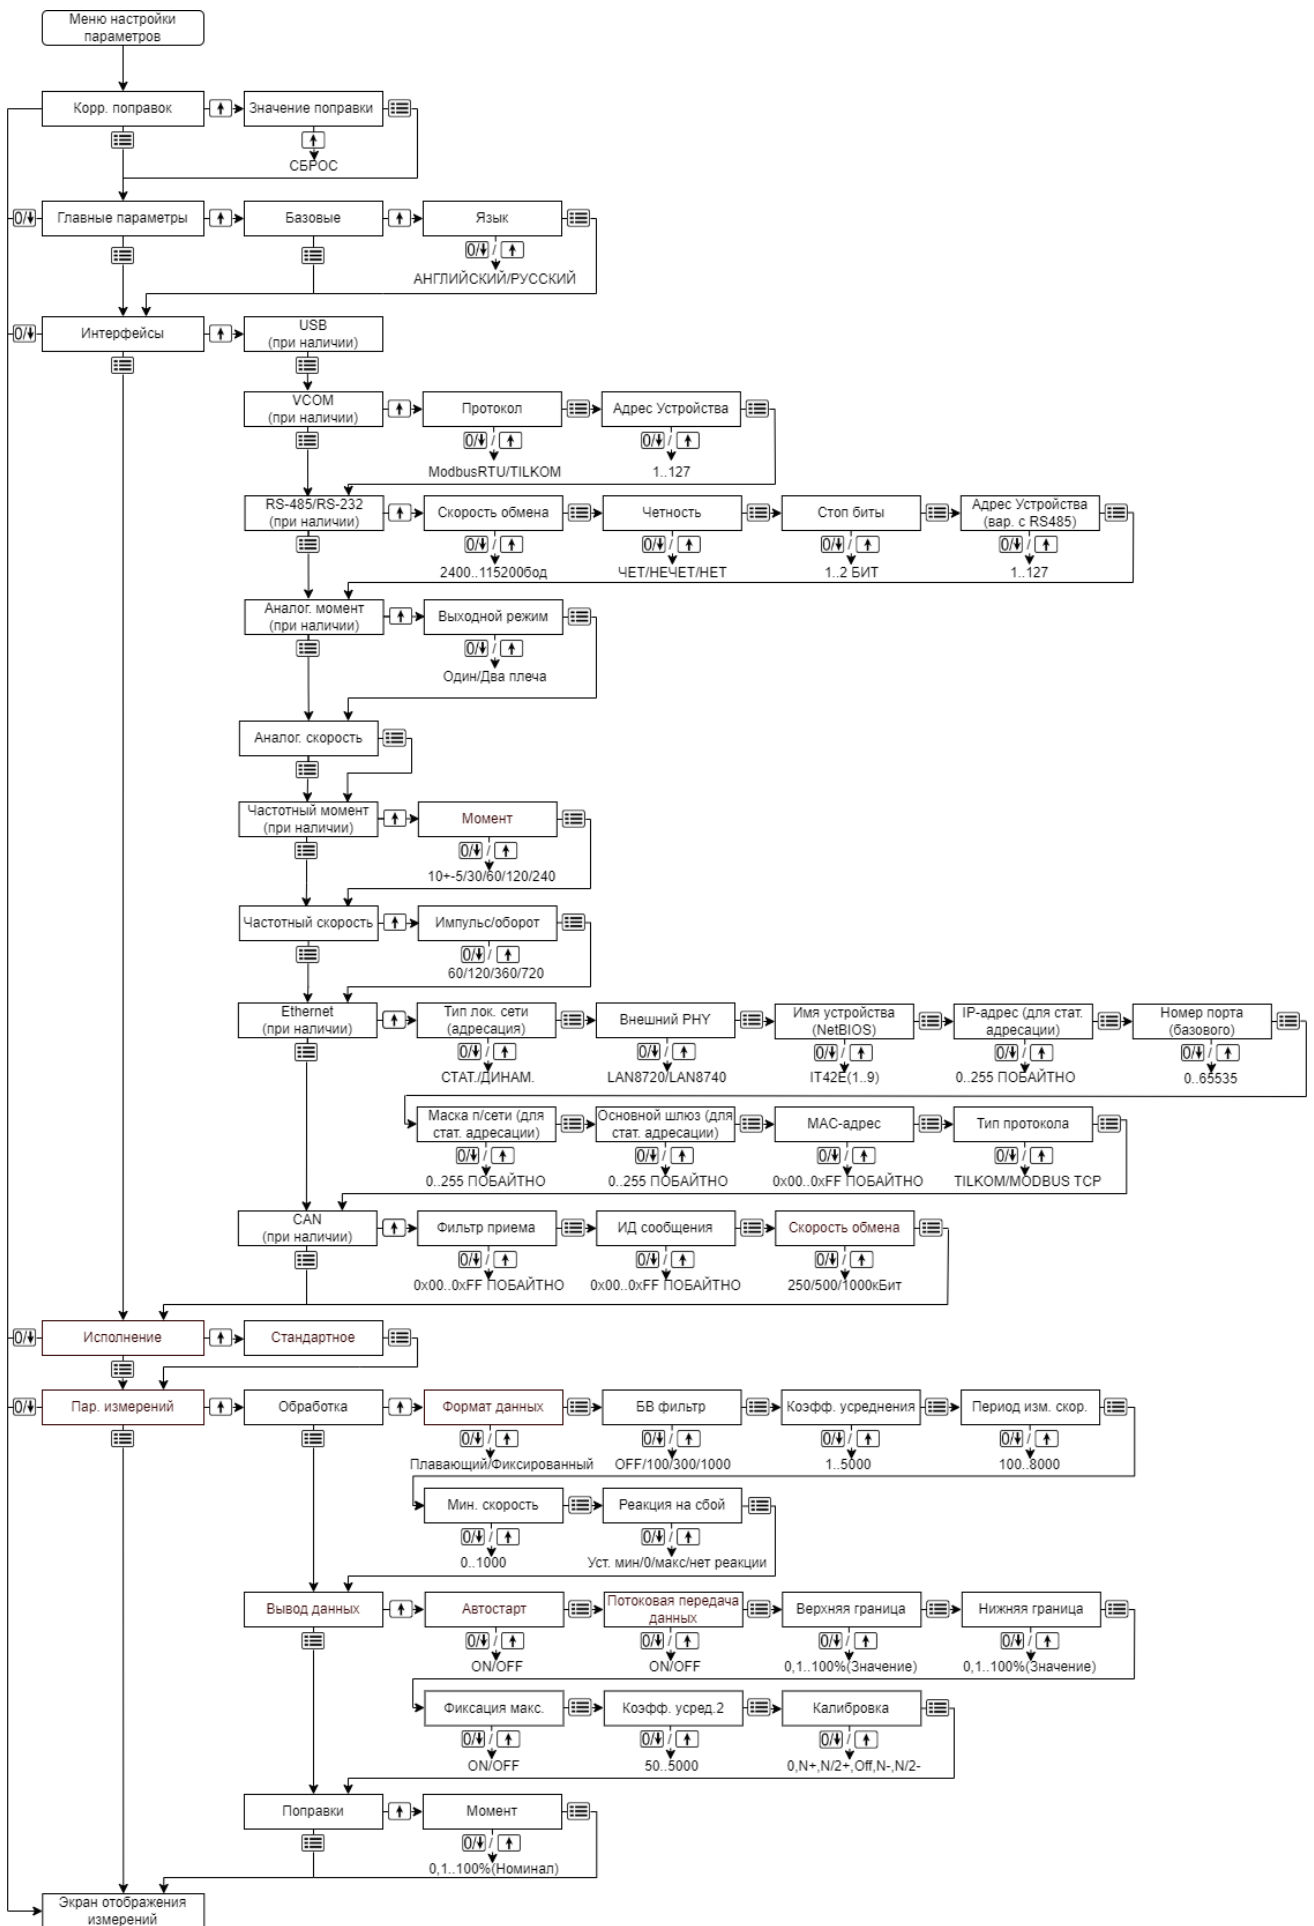 Меню настройки
параметров
Корр. поправок
Значение поправки
СБРОС
0/
Главные параметры
Базовые
Язык
0/ /
АНГЛИЙСКИЙ/РУССКИЙ
0/
Интерфейсы
USB
(при наличии)
VCOM
(при наличии)
Протокол
Адрес Устройства
0/ /
0/ /
ModbusRTU/TILKOM
1..127
RS-485/RS-232
(при наличии)
Скорость обмена
Четность
Стоп биты
Адрес Устройства
(вар. с RS485)
0/ /
0/ /
0/ /
0/ /
2400..115200бод
ЧЕТ/НЕЧЕТ/НЕТ
1..2 БИТ
1..127
Аналог. момент
(при наличии)
Выходной режим
0/ /
Один/Два плеча
Аналог. скорость
Частотный момент
(при наличии)
Момент
0/ /
10+-5/30/60/120/240
Частотный скорость
Импульс/оборот
0/ /
60/120/360/720
Ethernet
(при наличии)
Тип лок. сети
(адресация)
Внешний PHY
Имя устройства
(NetBIOS)
IP-адрес (для стат.
адресации)
Номер порта
(базового)
0/ /
0/ /
0/ /
0/ /
0/ /
СТАТ./ДИНАМ.
LAN8720/LAN8740
IT42E(1..9)
0..255 ПОБАЙТНО
0..65535
Маска п/сети (для
стат. адресации)
Основной шлюз (для
стат. адресации)
МАС-адрес
Тип протокола
0/ /
0/ /
0/ /
0/ /
0..255 ПОБАЙТНО
0..255 ПОБАЙТНО
0x00..0xFF ПОБАЙТНО
TILKOM/MODBUS TCP
CAN
(при наличии)
Фильтр приема
ИД сообщения
Скорость обмена
0/ /
0/ /
0/ /
0x00..0xFF ПОБАЙТНО
0x00..0xFF ПОБАЙТНО
250/500/1000кБит
0/
Исполнение
Стандартное
0/
Пар. измерений
Обработка
Формат данных
БВ фильтр
Коэфф. усреднения
Период изм. скор.
0/ /
0/ /
0/ /
0/ /
Плавающий/Фиксированный
OFF/100/300/1000
1..5000
100..8000
Мин. скорость
Реакция на сбой
0/ /
0/ /
0..1000
Уст. мин/0/макс/нет реакции
Вывод данных
Автостарт
Потоковая передача
данных
Верхняя граница
Нижняя граница
0/ /
0/ /
0/ /
0/ /
ON/OFF
ON/OFF
0,1..100%(Значение)
0,1..100%(Значение)
Фиксация макс.
Коэфф. усред.2
Калибровка
0/ /
0/ /
0/ /
ON/OFF
50..5000
0,N+,N/2+,Off,N-,N/2-
Поправки
Момент
0/ /
0,1..100%(Номинал)
Экран отображения
измерений